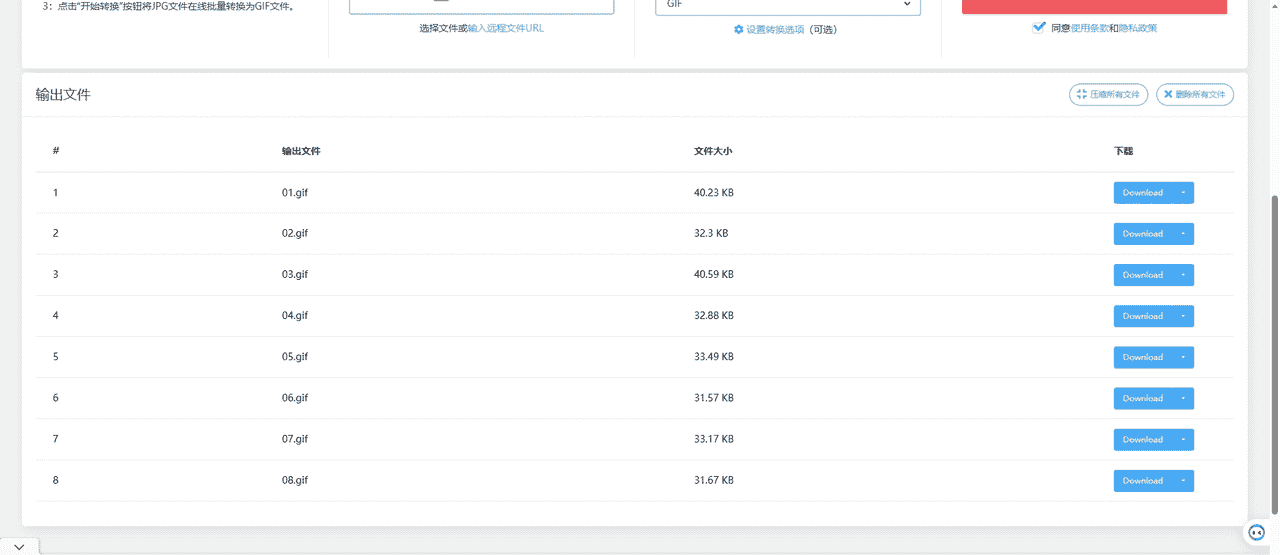 3：点击“开始转换”按钮将JPG文件在线批量转换为GIF文件。
选择文件或输入远程文件URL
GIF
设置转换选项（可选）
同意使用条款和隐私政策
输出文件
压缩所有文件
删除所有文件
# 输出文件 文件大小 下载
1 01.gif 40.23 KB Download
2 02.gif 32.3 KB Download
3 03.gif 40.59 KB Download
4 04.gif 32.88 KB Download
5 05.gif 33.49 KB Download
6 06.gif 31.57 KB Download
7 07.gif 33.17 KB Download
8 08.gif 31.67 KB Download